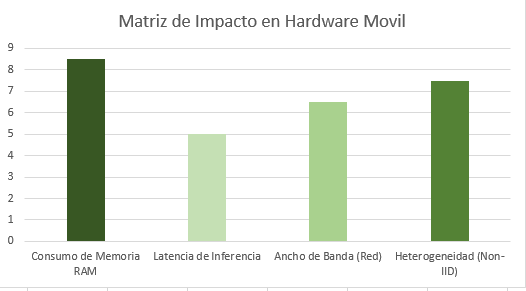 Matriz de Impacto en Hardware Movil
9
8
7
6
5
4
3
2
1
0
Consumo de Memoria
RAM
Latencia de Inferencia
Ancho de Banda (Red)
Heterogeneidad (Non-
IID)